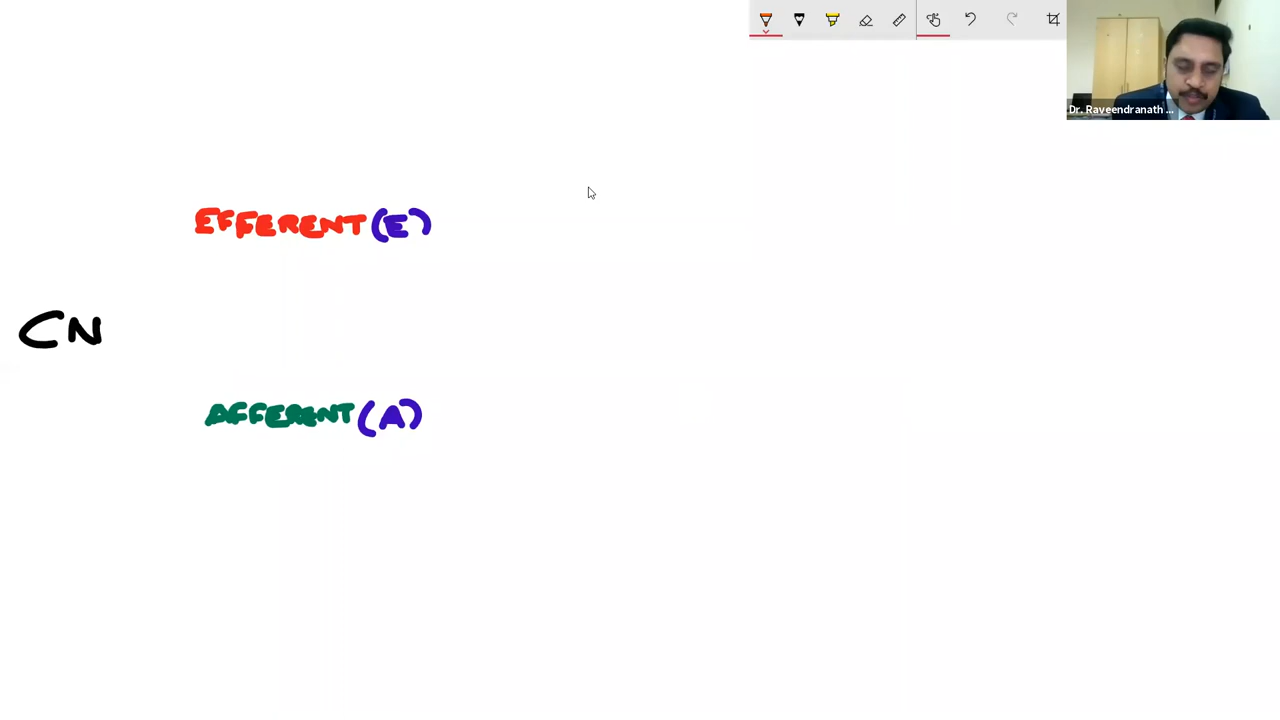 Dr. Raveendranath ...
EFFERENT (E)
CN
AFFERENT (A)